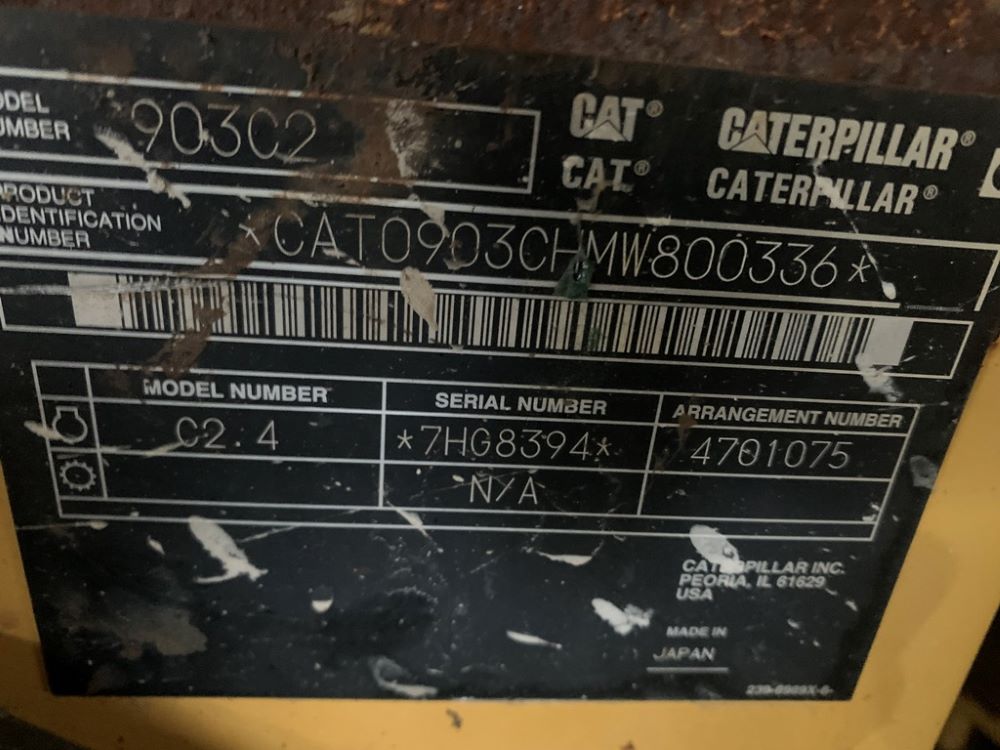 ODEL
UMBER
903C2
CAT®
CATERPILLAR®
CAT®
CATERPILLAR®
PRODUCT
IDENTIFICATION
NUMBER
*CAT0903CHMW800336*
MODEL NUMBER
SERIAL NUMBER
ARRANGEMENT NUMBER
C2.4
*7HG8394*
4701075
N/A
CATERPILLAR INC.
PEORIA, IL 61629
USA
MADE IN
JAPAN